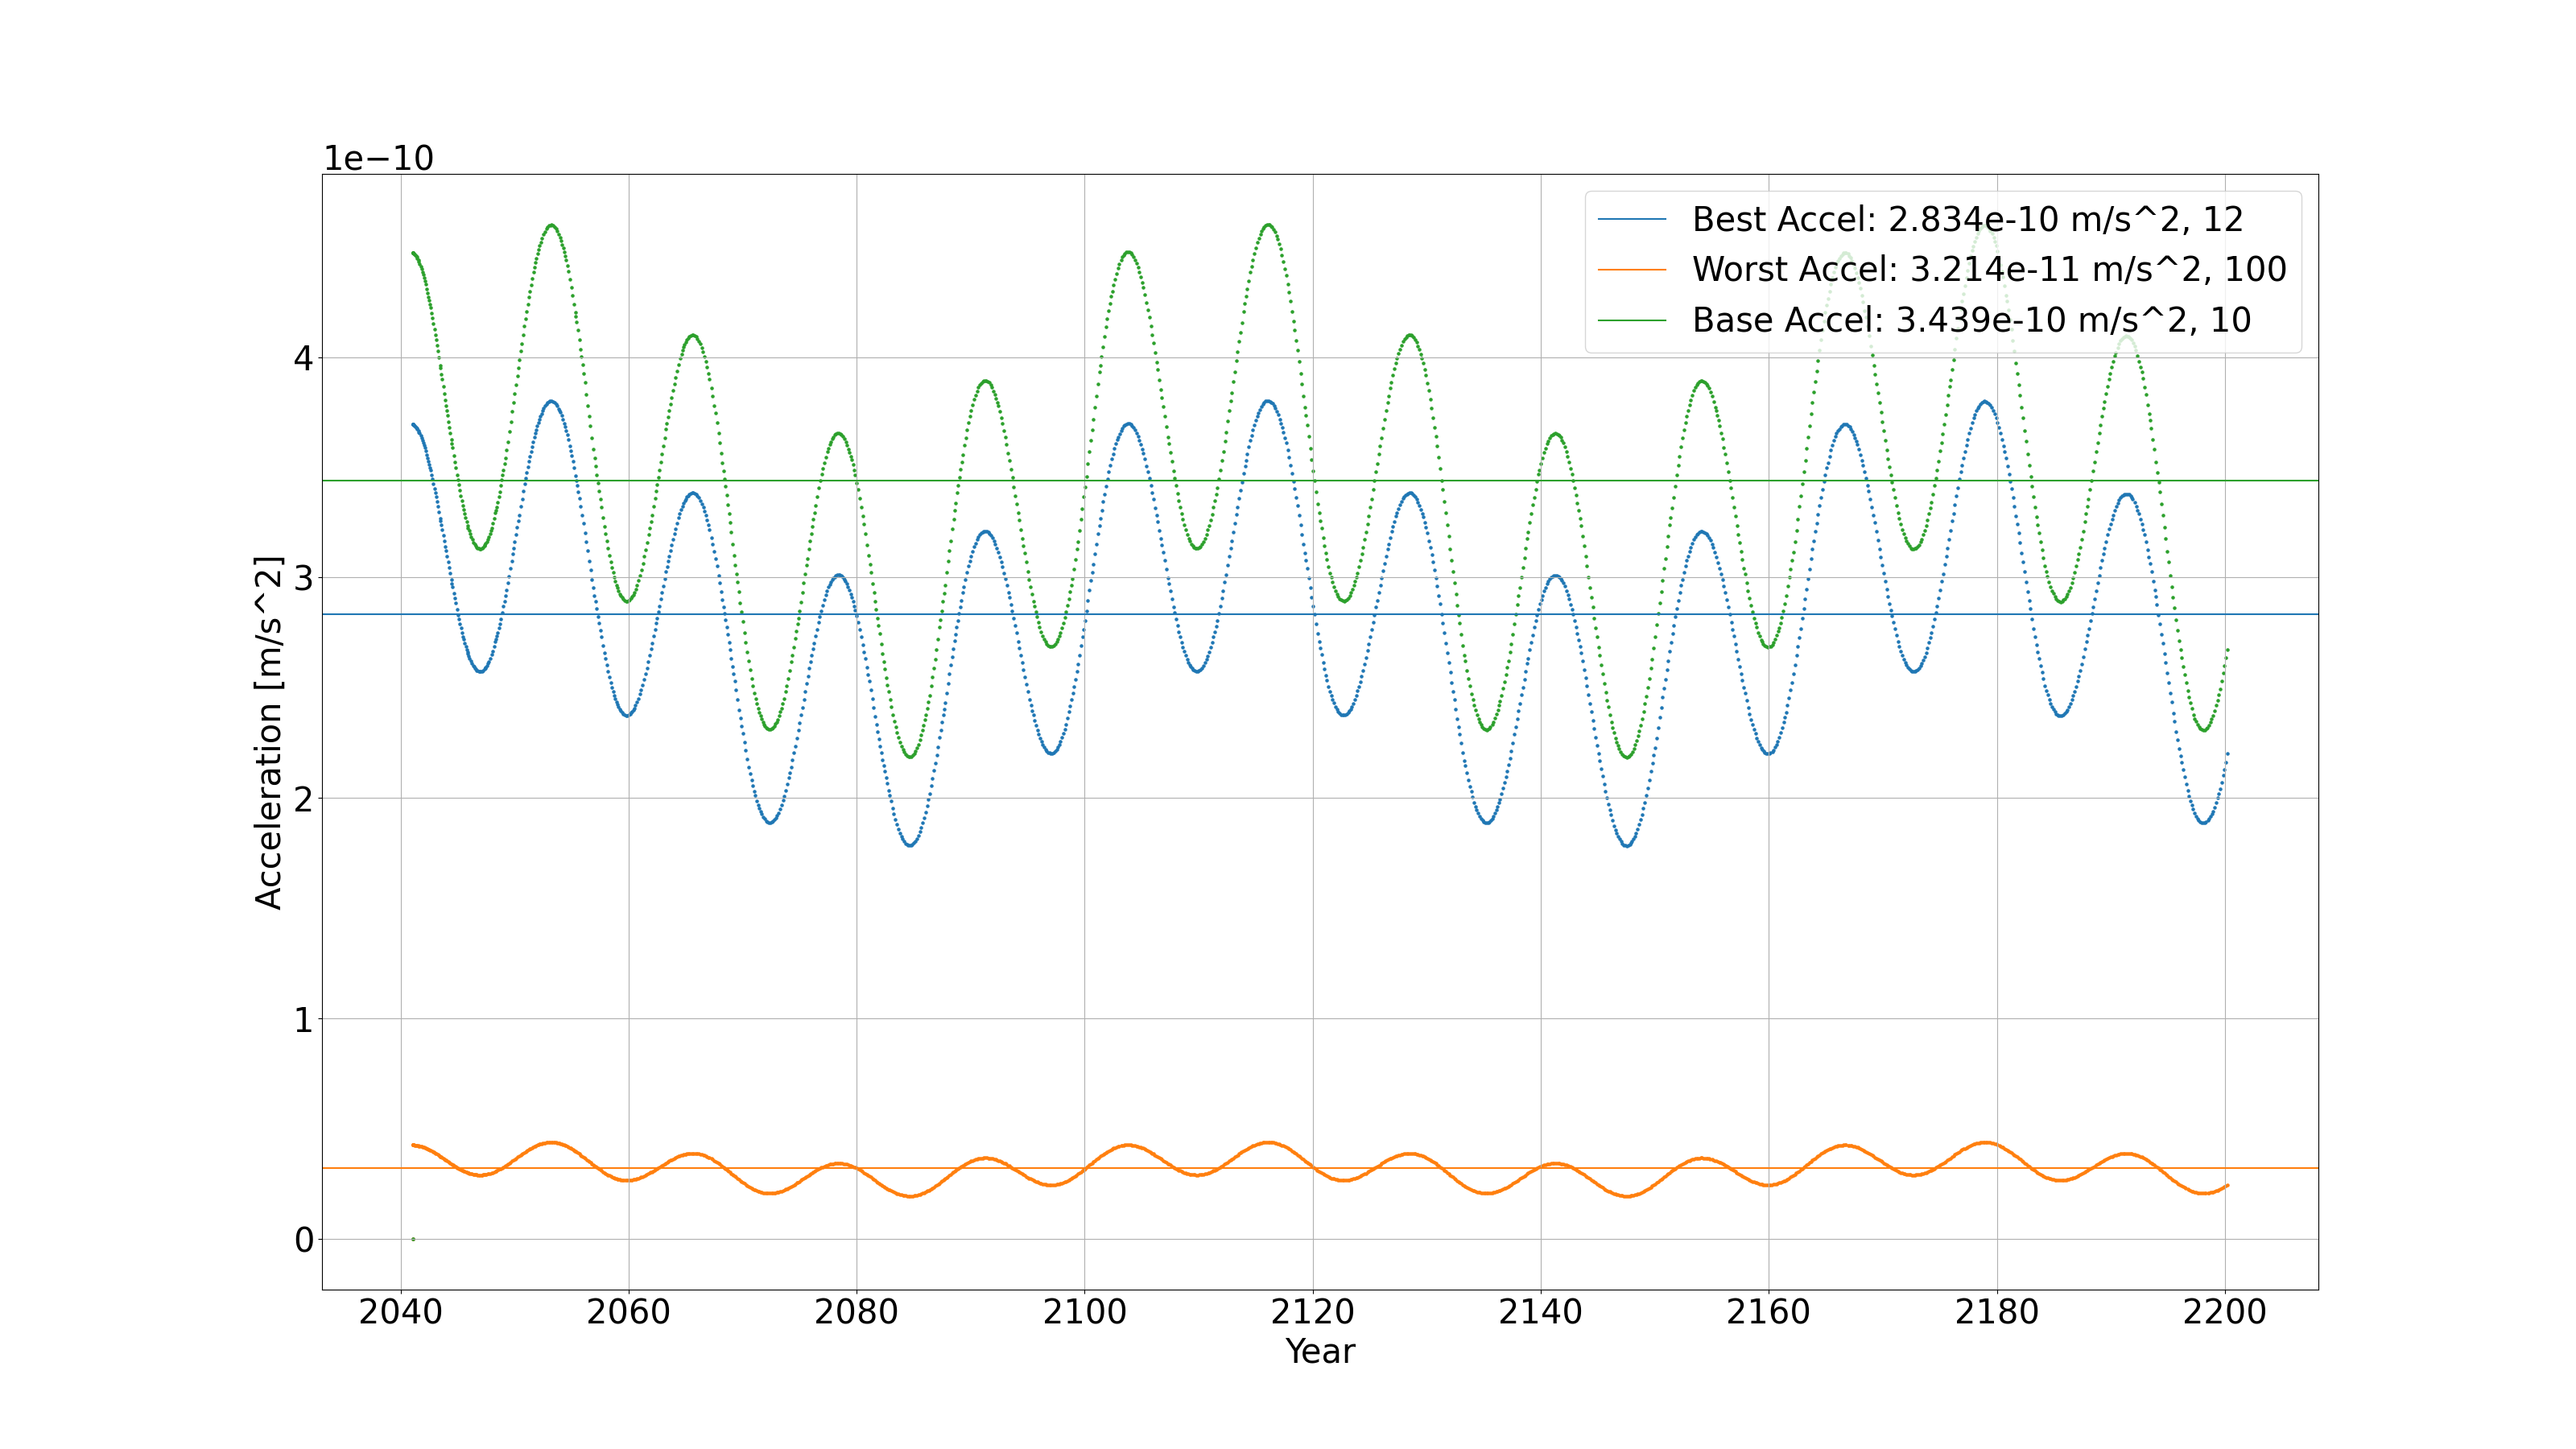 1e−10
Best Accel: 2.834e-10 m/s^2, 12
Worst Accel: 3.214e-11 m/s^2, 100
Base Accel: 3.439e-10 m/s^2, 10
4
3
2
1
0
Acceleration [m/s^2]
2040 2060 2080 2100 2120 2140 2160 2180 2200
Year